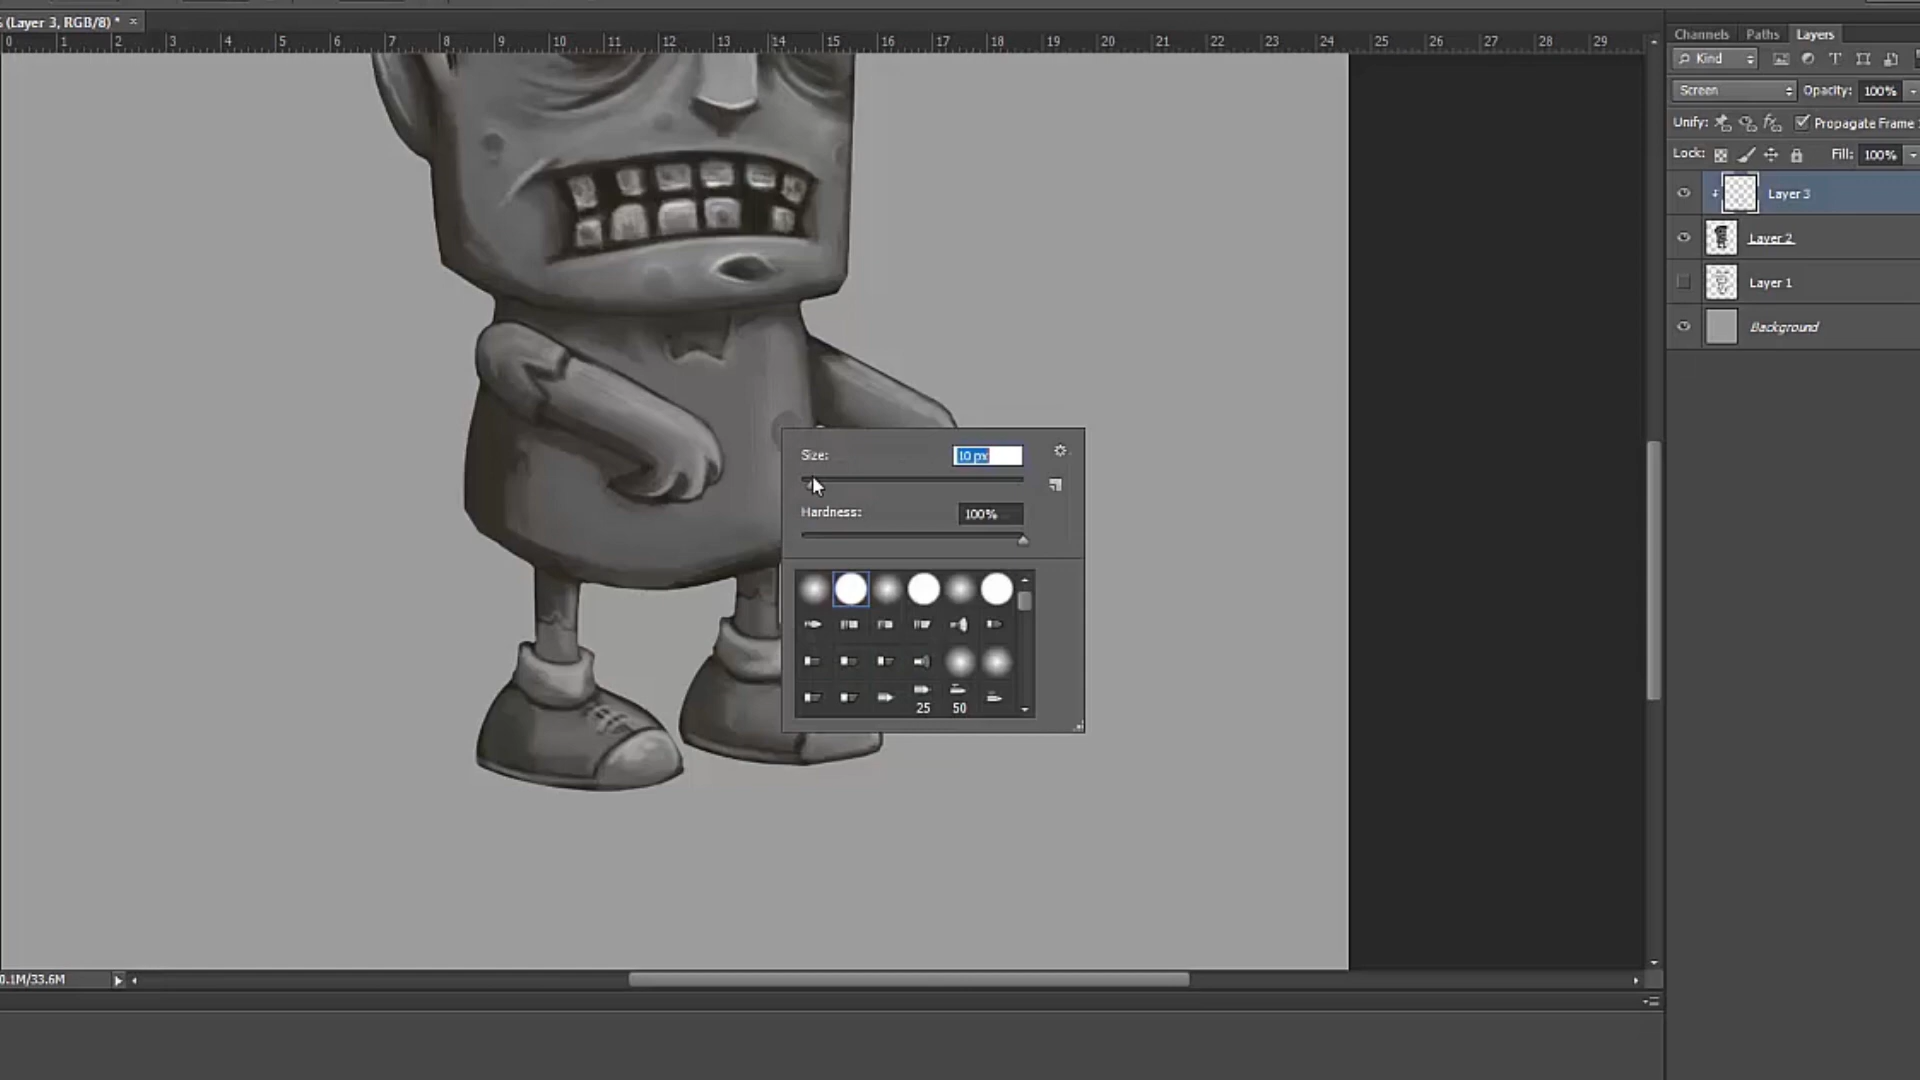 % (Layer 3, RGB/8) * ×
0 1 2 3 4 5 6 7 8 9 10 11 12 13 14 15 16 17 18 19 20 21 22 23 24 25 26 27 28 29
Channels Paths Layers
Kind
Screen Opacity: 100%
Unify: Propagate Frame
Lock: Fill: 100%
Layer 3
Layer 2
Layer 1
Background
Size: 10 px
Hardness: 100%
25 50
0.1M/33.6M